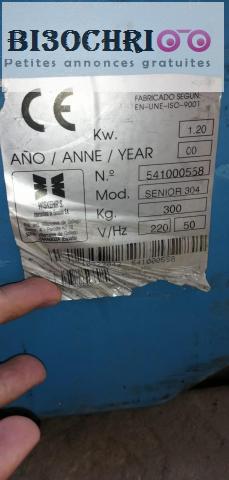 BI3OCHRI
Petites annonces gratuites
CE
FABRICADO SEGUN:
EN-UNE-ISO-9001
Kw. 1.20
AÑO / ANNE / YEAR 00
N.º 541000558
Mod. SENIOR 304
Kg. 300
V/Hz 220 50
541000558